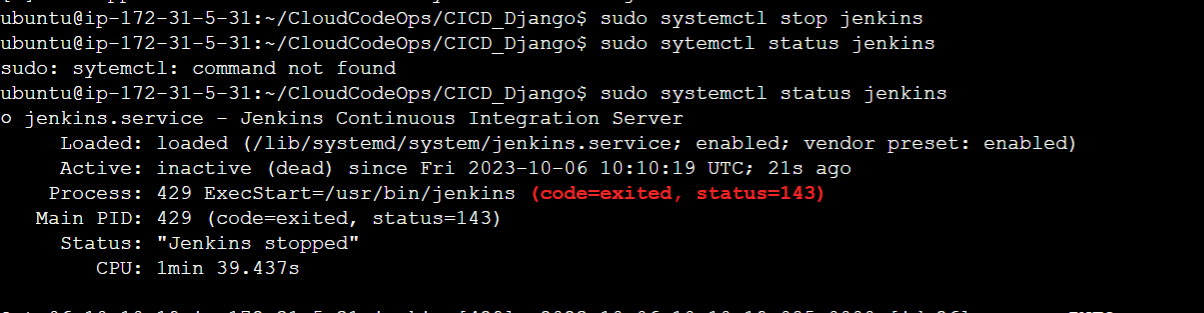 ubuntu@ip-172-31-5-31:~/CloudCodeOps/CICD_Django$ sudo systemctl stop jenkins
ubuntu@ip-172-31-5-31:~/CloudCodeOps/CICD_Django$ sudo sytemctl status jenkins
sudo: sytemctl: command not found
ubuntu@ip-172-31-5-31:~/CloudCodeOps/CICD_Django$ sudo systemctl status jenkins
○ jenkins.service - Jenkins Continuous Integration Server
     Loaded: loaded (/lib/systemd/system/jenkins.service; enabled; vendor preset: enabled)
     Active: inactive (dead) since Fri 2023-10-06 10:10:19 UTC; 21s ago
    Process: 429 ExecStart=/usr/bin/jenkins (code=exited, status=143)
   Main PID: 429 (code=exited, status=143)
     Status: "Jenkins stopped"
        CPU: 1min 39.437s